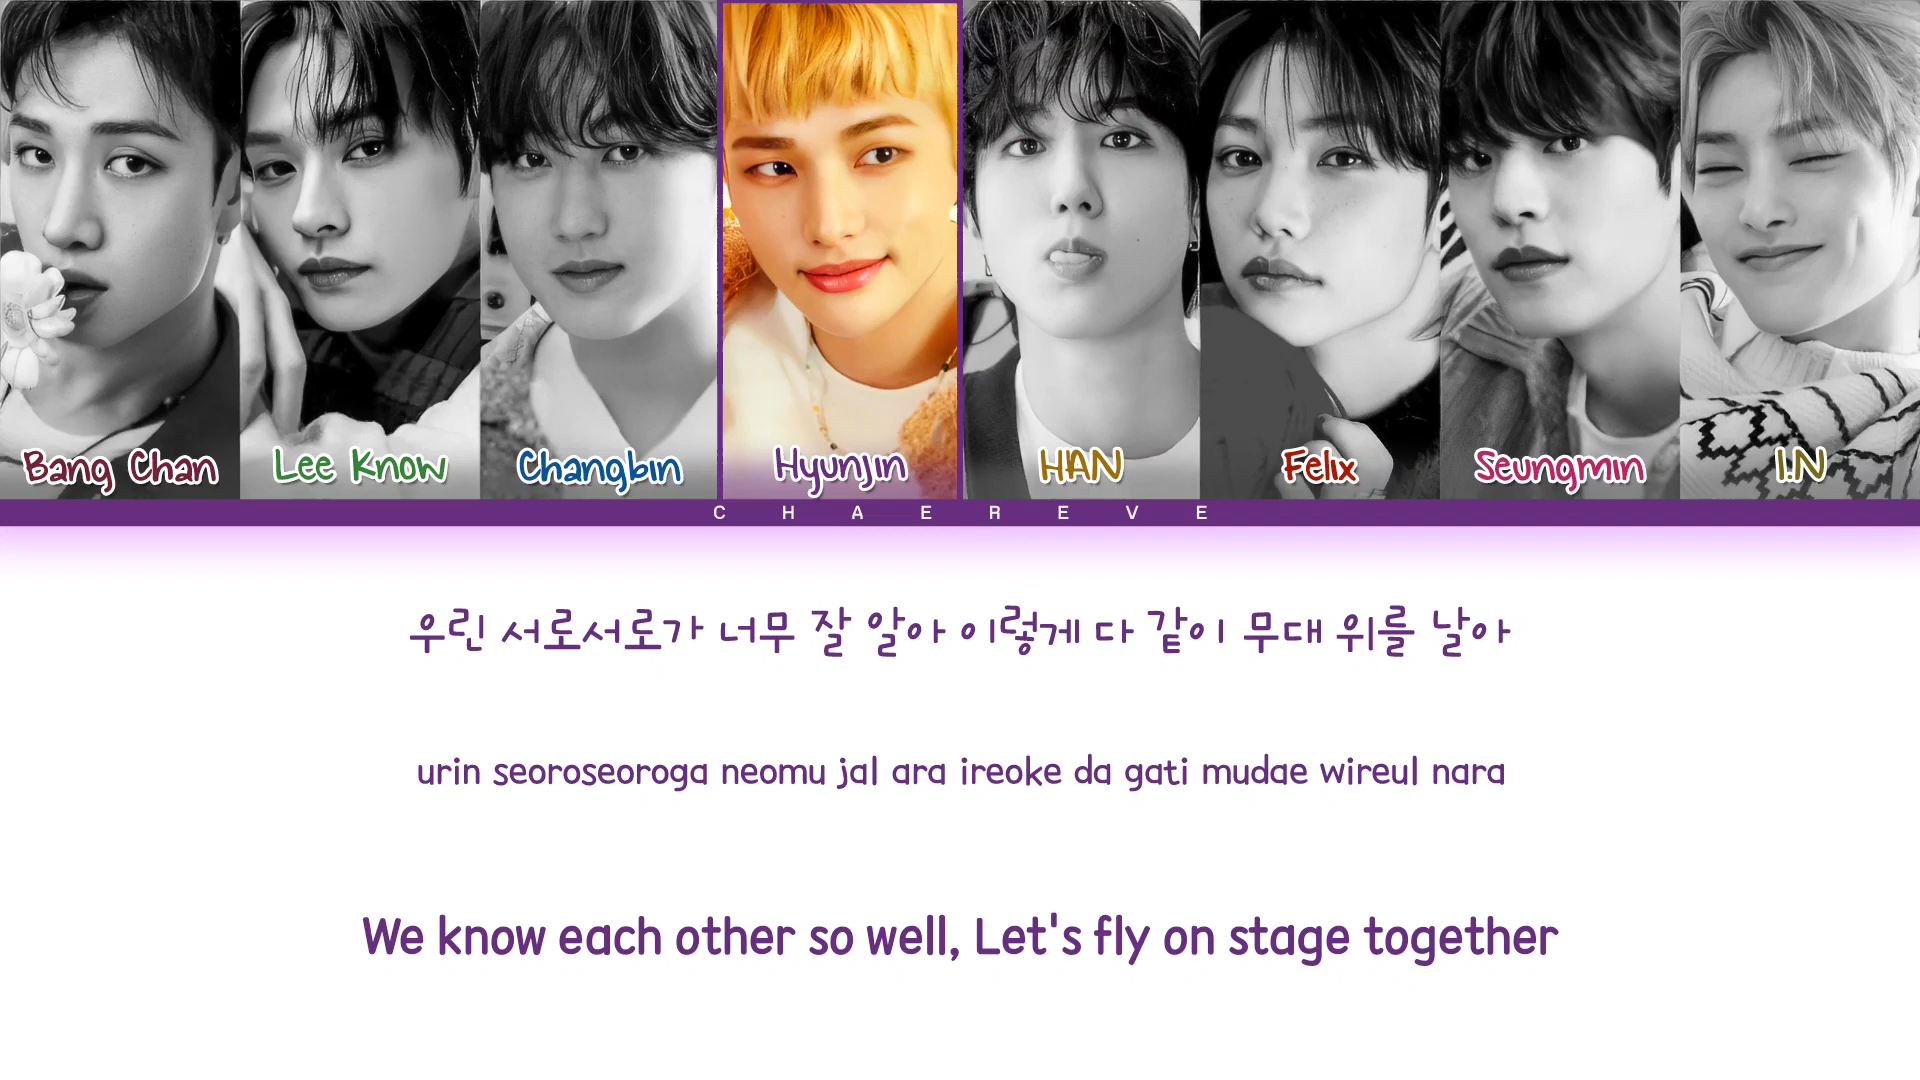 Bang Chan Lee Know Changbin Hyunjin HAN Felix Seungmin I.N
CHAEREVE
우린 서로서로가 너무 잘 알아 이렇게 다 같이 무대 위를 날아
urin seoroseoroga neomu jal ara ireoke da gati mudae wireul nara
We know each other so well, Let's fly on stage together